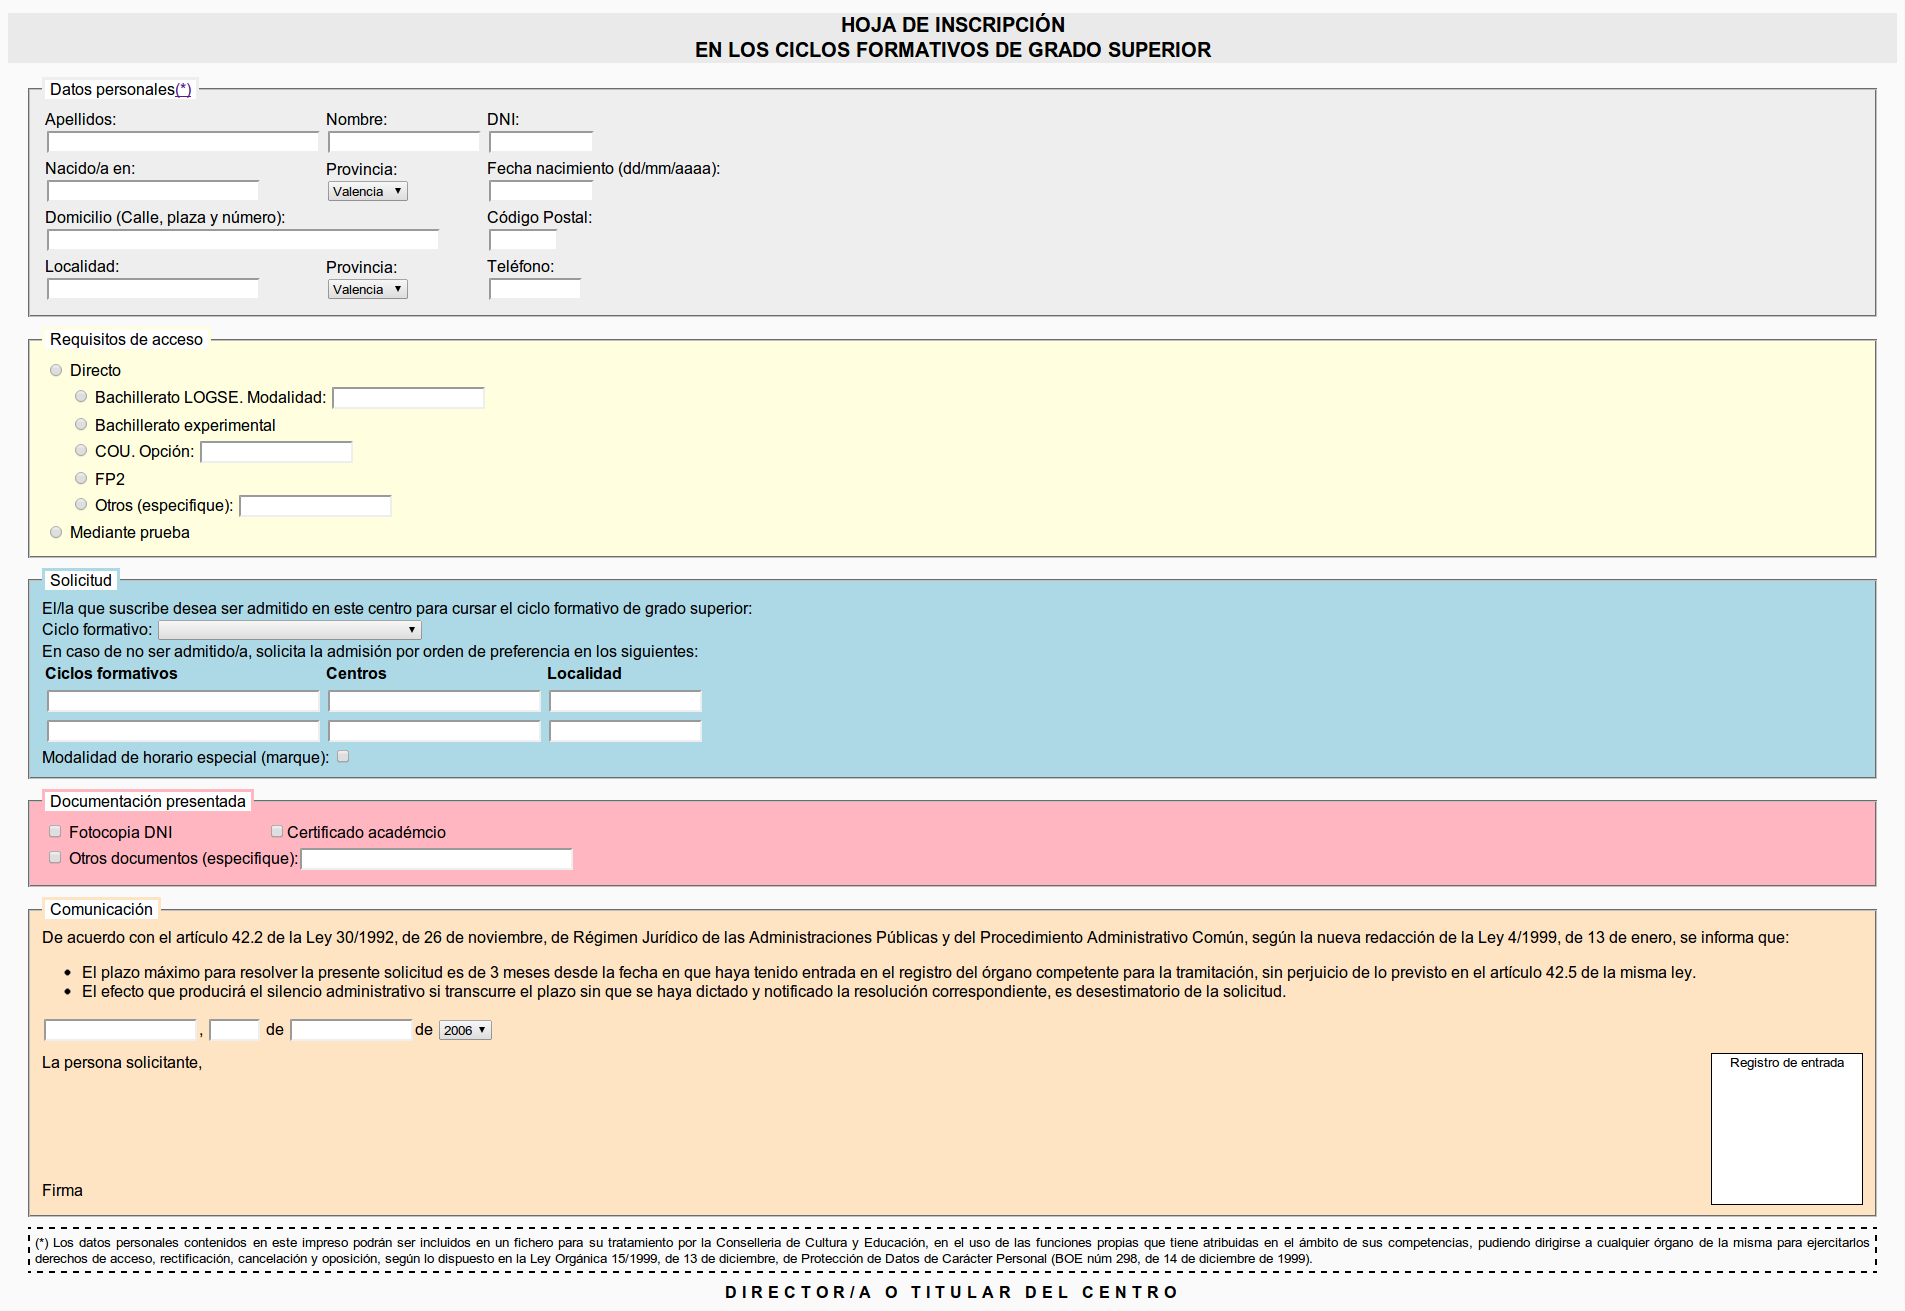 HOJA DE INSCRIPCIÓN
EN LOS CICLOS FORMATIVOS DE GRADO SUPERIOR
Datos personales(*)
Apellidos: Nombre: DNI:
Nacido/a en: Provincia: Fecha nacimiento (dd/mm/aaaa):
Valencia
Domicilio (Calle, plaza y número): Código Postal:
Localidad: Provincia: Teléfono:
Valencia
Requisitos de acceso
Directo
Bachillerato LOGSE. Modalidad:
Bachillerato experimental
COU. Opción:
FP2
Otros (especifique):
Mediante prueba
Solicitud
El/la que suscribe desea ser admitido en este centro para cursar el ciclo formativo de grado superior:
Ciclo formativo:
En caso de no ser admitido/a, solicita la admisión por orden de preferencia en los siguientes:
Ciclos formativos Centros Localidad
Modalidad de horario especial (marque):
Documentación presentada
Fotocopia DNI Certificado académcio
Otros documentos (especifique):
Comunicación
De acuerdo con el artículo 42.2 de la Ley 30/1992, de 26 de noviembre, de Régimen Jurídico de las Administraciones Públicas y del Procedimiento Administrativo Común, según la nueva redacción de la Ley 4/1999, de 13 de enero, se informa que:
• El plazo máximo para resolver la presente solicitud es de 3 meses desde la fecha en que haya tenido entrada en el registro del órgano competente para la tramitación, sin perjuicio de lo previsto en el artículo 42.5 de la misma ley.
• El efecto que producirá el silencio administrativo si transcurre el plazo sin que se haya dictado y notificado la resolución correspondiente, es desestimatorio de la solicitud.
, de de 2006
La persona solicitante,
Registro de entrada
Firma
(*) Los datos personales contenidos en este impreso podrán ser incluidos en un fichero para su tratamiento por la Conselleria de Cultura y Educación, en el uso de las funciones propias que tiene atribuidas en el ámbito de sus competencias, pudiendo dirigirse a cualquier órgano de la misma para ejercitarlos
derechos de acceso, rectificación, cancelación y oposición, según lo dispuesto en la Ley Orgánica 15/1999, de 13 de diciembre, de Protección de Datos de Carácter Personal (BOE núm 298, de 14 de diciembre de 1999).
DIRECTOR/A O TITULAR DEL CENTRO